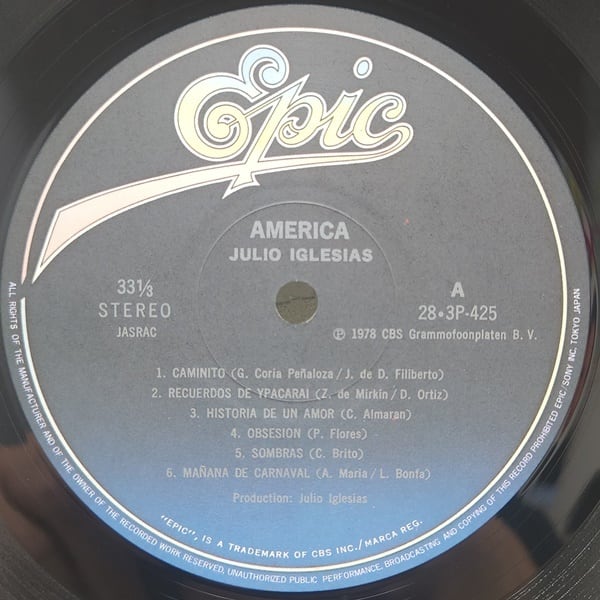 Epic
AMERICA
JULIO IGLESIAS
33⅓
STEREO
JASRAC
A
28・3P-425
Ⓟ 1978 CBS Grammofoonplaten B. V.
1. CAMINITO (G. Coria Peñaloza / J. de D. Filiberto)
2. RECUERDOS DE YPACARAI (Z. de Mirkin / D. Ortiz)
3. HISTORIA DE UN AMOR (C. Almaran)
4. OBSESION (P. Flores)
5. SOMBRAS (C. Brito)
6. MAÑANA DE CARNAVAL (A. Maria / L. Bonfa)
Production: Julio Iglesias
"EPIC", IS A TRADEMARK OF CBS INC./MARCA REG.
ALL RIGHTS OF THE MANUFACTURER AND OF THE OWNER OF THE RECORDED WORK RESERVED. UNAUTHORIZED PUBLIC PERFORMANCE, BROADCASTING AND COPYING OF THIS RECORD PROHIBITED EPIC/SONY INC. TOKYO JAPAN